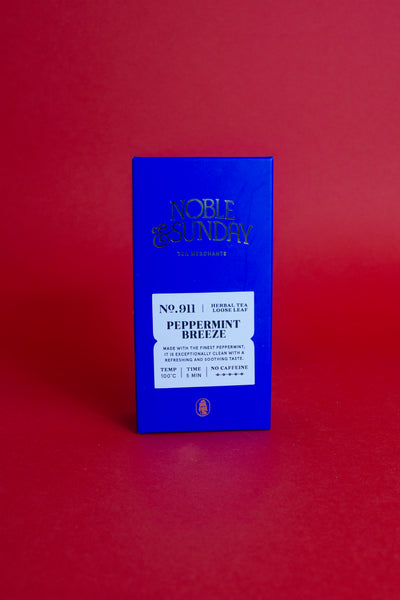 NOBLE
& SUNDAY
TEA MERCHANTS
No.911 | HERBAL TEA
LOOSE LEAF
PEPPERMINT
BREEZE
MADE WITH THE FINEST PEPPERMINT,
IT IS EXCEPTIONALLY CLEAN WITH A
REFRESHING AND SOOTHING TASTE.
TEMP | TIME | NO CAFFEINE
100°C | 5 MIN